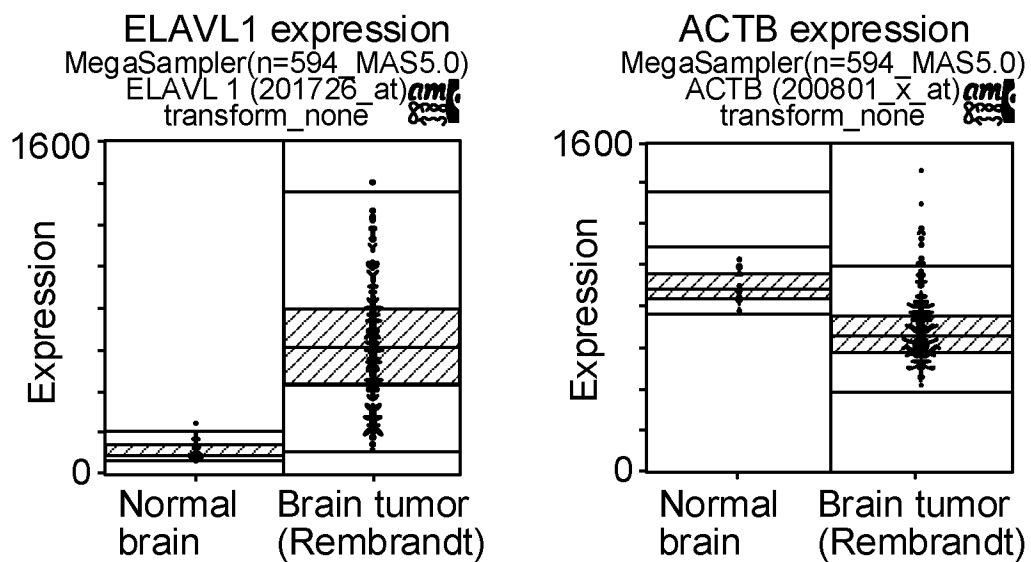 ELAVL1 expression
MegaSampler(n=594_MAS5.0)
ELAVL 1 (201726_at)
transform_none
1600
Expression
0
Normal brain
Brain tumor (Rembrandt)
ACTB expression
MegaSampler(n=594_MAS5.0)
ACTB (200801_x_at)
transform_none
1600
Expression
0
Normal brain
Brain tumor (Rembrandt)